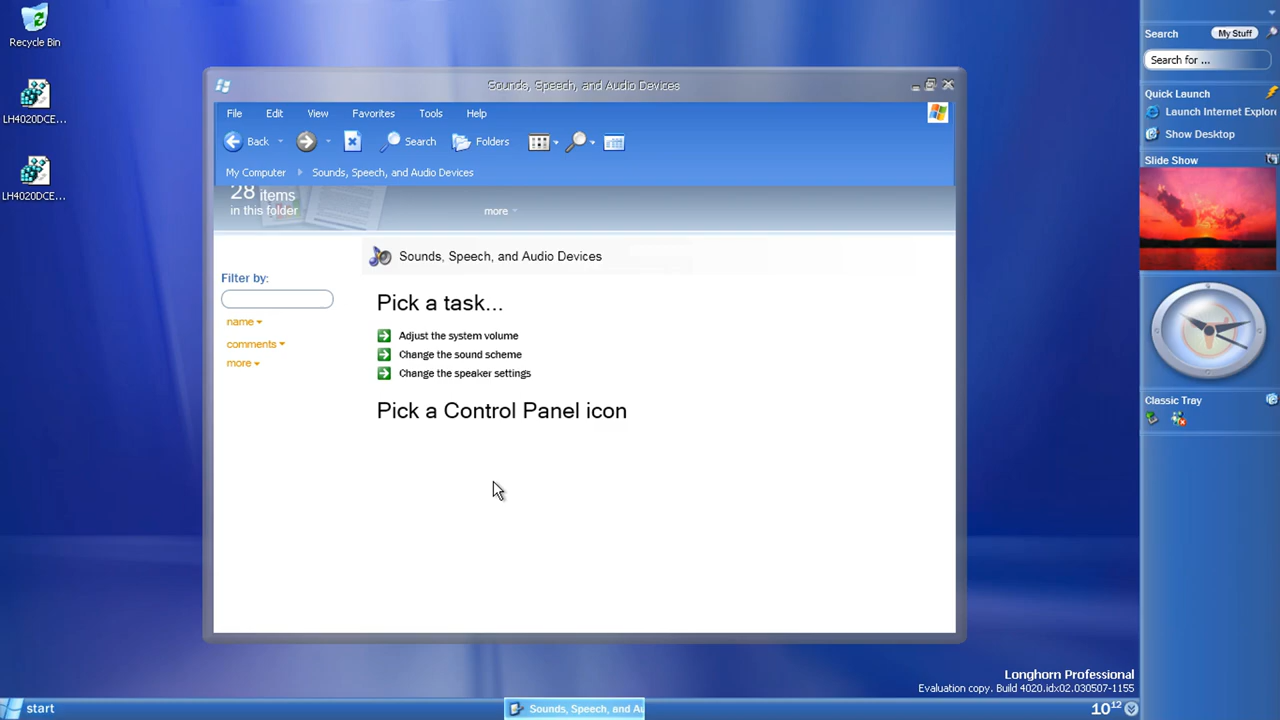 Recycle Bin
LH4020DCE...
LH4020DCE...
Sounds, Speech, and Audio Devices
File Edit View Favorites Tools Help
Back Search Folders
My Computer Sounds, Speech, and Audio Devices
28 items
in this folder
more
Filter by:
name
comments
more
Sounds, Speech, and Audio Devices
Pick a task...
Adjust the system volume
Change the sound scheme
Change the speaker settings
Pick a Control Panel icon
Search My Stuff
Search for ...
Quick Launch
Launch Internet Explor
Show Desktop
Slide Show
Classic Tray
Longhorn Professional
Evaluation copy. Build 4020.idx02.030507-1155
start
Sounds, Speech, and Au
10 12